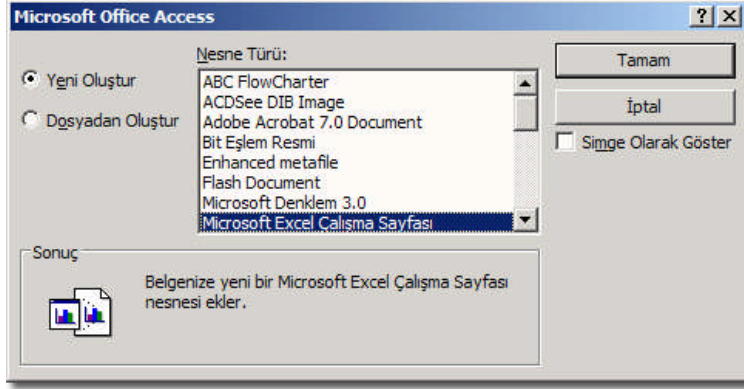 Microsoft Office Access
Nesne Türü:
Yeni Oluştur
Dosyadan Oluştur
ABC FlowCharter
ACDSee DIB Image
Adobe Acrobat 7.0 Document
Bit Eşlem Resmi
Enhanced metafile
Flash Document
Microsoft Denklem 3.0
Microsoft Excel Çalışma Sayfası
Tamam
İptal
Simge Olarak Göster
Sonuç
Belgenize yeni bir Microsoft Excel Çalışma Sayfası
nesnesi ekler.